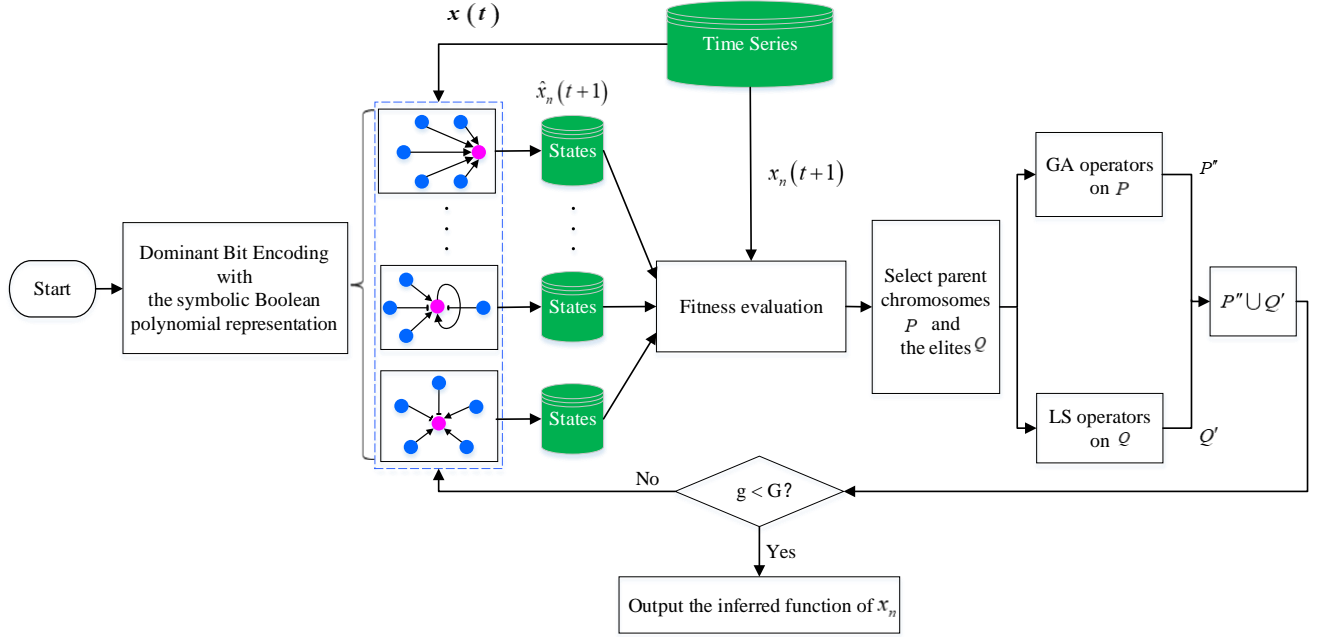 x(t)
Time Series
x̂ₙ(t+1)
States
xₙ(t+1)
GA operators
on P
P″
Start
Dominant Bit Encoding
with
the symbolic Boolean
polynomial representation
States
Fitness evaluation
Select parent
chromosomes
P and
the elites Q
P″ ∪ Q′
States
LS operators
on Q
Q′
No
g < G?
Yes
Output the inferred function of xₙ